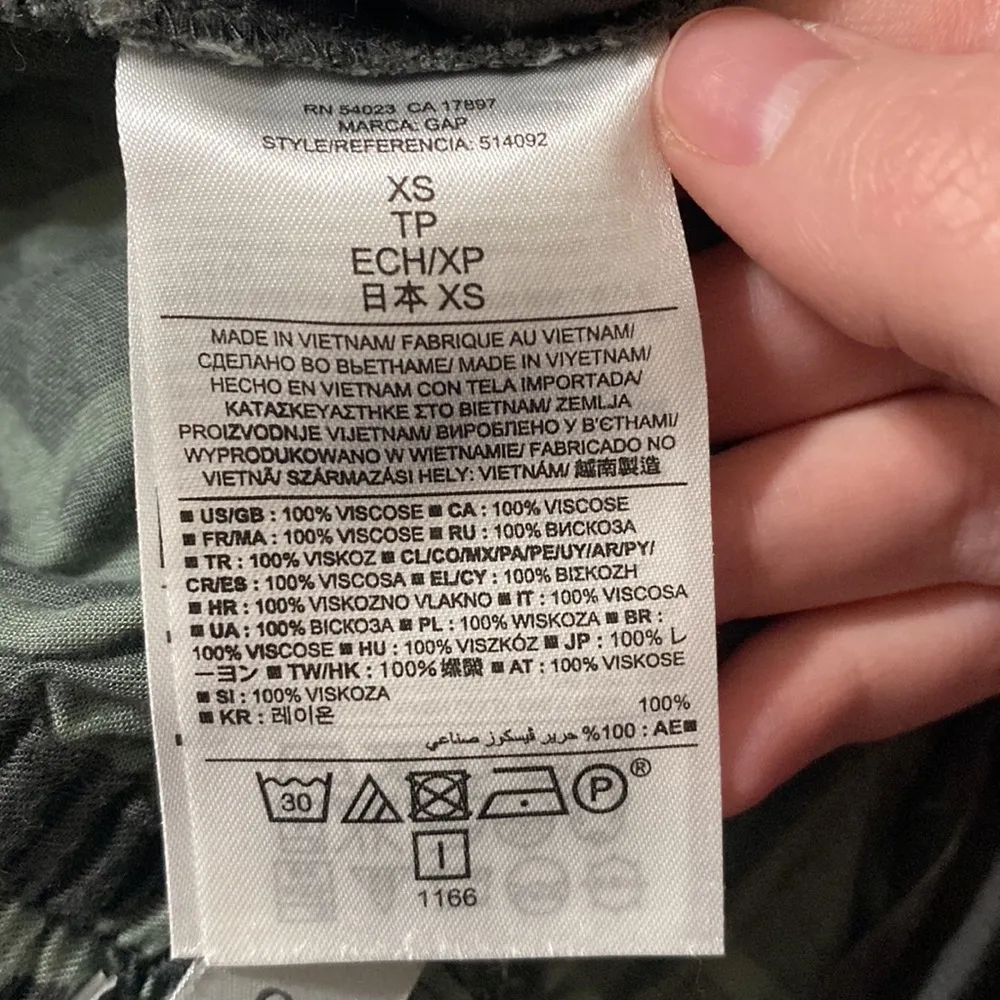 RN 54023 CA 17897
MARCA: GAP
STYLE/REFERENCIA: 514092
XS
TP
ECH/XP
日本 XS
MADE IN VIETNAM/ FABRIQUE AU VIETNAM/
СДЕЛАНО ВО ВЬЕТНАМЕ/ MADE IN VIYETNAM/
HECHO EN VIETNAM CON TELA IMPORTADA/
ΚΑΤΑΣΚΕΥΑΣΤΗΚΕ ΣΤΟ ΒΙΕΤΝΑΜ/ ZEMLJA
PROIZVODNJE VIJETNAM/ ВИРОБЛЕНО У В'ЄТНАМІ/
WYPRODUKOWANO W WIETNAMIE/ FABRICADO NO
VIETNÃ/ SZÁRMAZÁSI HELY: VIETNÁM/ 越南製造
■ US/GB : 100% VISCOSE ■ CA : 100% VISCOSE
■ FR/MA : 100% VISCOSE ■ RU : 100% ВИСКОЗА
■ TR : 100% VISKOZ ■ CL/CO/MX/PA/PE/UY/AR/PY/
CR/ES : 100% VISCOSA ■ EL/CY : 100% ΒΙΣΚΟΖΗ
■ HR : 100% VISKOZNO VLAKNO ■ IT : 100% VISCOSA
■ UA : 100% ВІСКОЗА ■ PL : 100% WISKOZA ■ BR :
100% VISCOSE ■ HU : 100% VISZKÓZ ■ JP : 100% レ
ーヨン ■ TW/HK : 100% 嫘縈 ■ AT : 100% VISKOSE
■ SI : 100% VISKOZA
■ KR : 레이온 100%
■AE : 100% حرير ڤيسكوز صناعي
30 P ®
I
1166